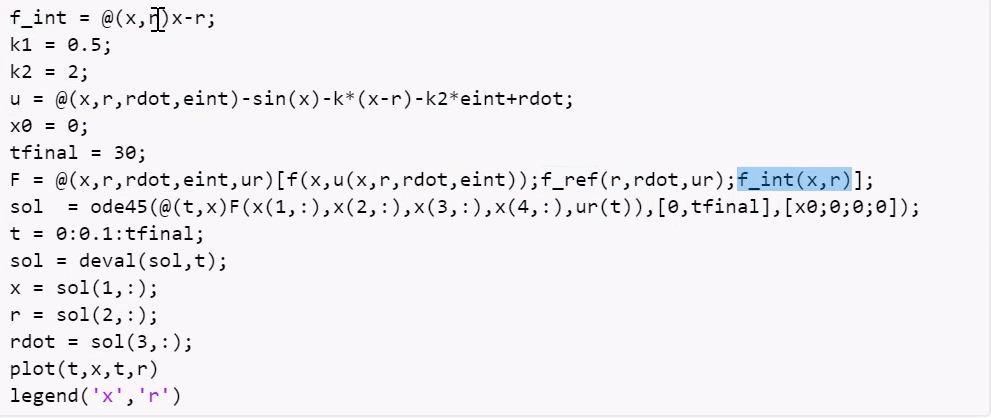 f_int = @(x,r)x-r;
k1 = 0.5;
k2 = 2;
u = @(x,r,rdot,eint)-sin(x)-k*(x-r)-k2*eint+rdot;
x0 = 0;
tfinal = 30;
F = @(x,r,rdot,eint,ur)[f(x,u(x,r,rdot,eint));f_ref(r,rdot,ur);f_int(x,r)];
sol  = ode45(@(t,x)F(x(1,:),x(2,:),x(3,:),x(4,:),ur(t)),[0,tfinal],[x0;0;0;0]);
t = 0:0.1:tfinal;
sol = deval(sol,t);
x = sol(1,:);
r = sol(2,:);
rdot = sol(3,:);
plot(t,x,t,r)
legend('x','r')